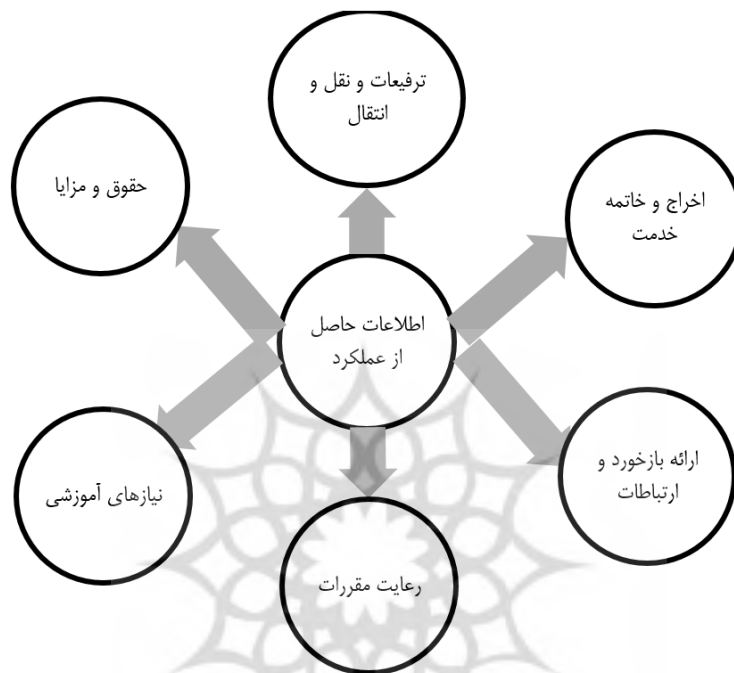 ترفیعات و نقل و
انتقال
حقوق و مزایا
اخراج و خاتمه
خدمت
اطلاعات حاصل
از عملکرد
ارائه بازخورد و
ارتباطات
نیازهای آموزشی
رعایت مقررات